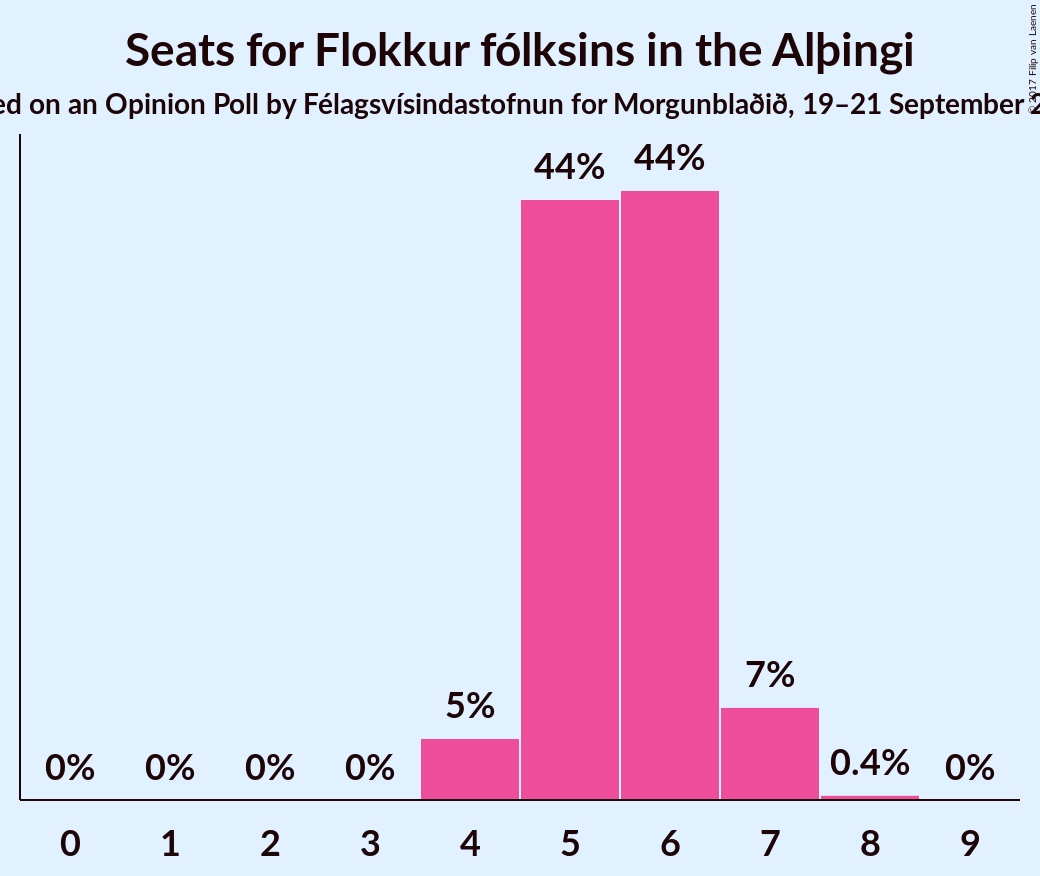 Seats for Flokkur fólksins in the Alþingi
ed on an Opinion Poll by Félagsvísindastofnun for Morgunblaðið, 19–21 September
© 2017 Filip van Laenen
44% 44%
7%
5%
0% 0% 0% 0% 0.4% 0%
0 1 2 3 4 5 6 7 8 9